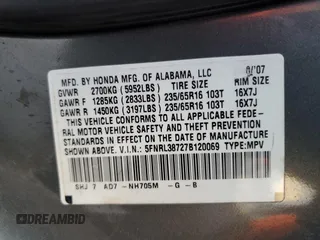 MFD. BY HONDA MFG. OF ALABAMA, LLC /07
GVWR 2700KG (5952LBS) TIRE SIZE RIM SIZE
GAWR F 1285KG (2833LBS) 235/65R16 103T 16X7J
GAWR R 1450KG (3197LBS) 235/65R16 103T 16X7J
THIS VEHICLE CONFORMS TO ALL APPLICABLE FEDE-
RAL MOTOR VEHICLE SAFETY AND THEFT PREVENTION
STANDARDS IN EFFECT ON THE DATE OF MANUFACTURE
SHOWN ABOVE.
V.I.N: 5FNRL38727B120069 TYPE:MPV
SHJ 7 AD7 -NH705M -G -B
DREAMBID